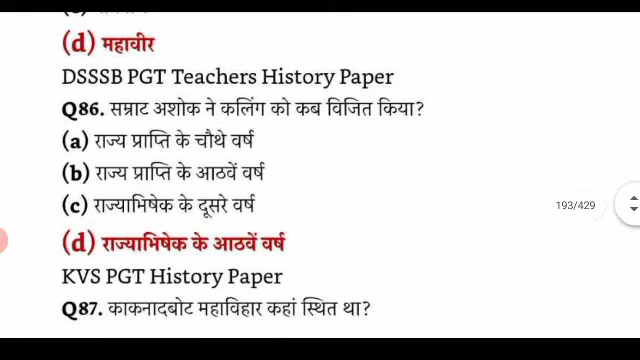 (d) महावीर
DSSSB PGT Teachers History Paper
Q86. सम्राट अशोक ने कलिंग को कब विजित किया?
(a) राज्य प्राप्ति के चौथे वर्ष
(b) राज्य प्राप्ति के आठवें वर्ष
(c) राज्याभिषेक के दूसरे वर्ष
193/429
(d) राज्याभिषेक के आठवें वर्ष
KVS PGT History Paper
Q87. काकनादबोट महाविहार कहां स्थित था?